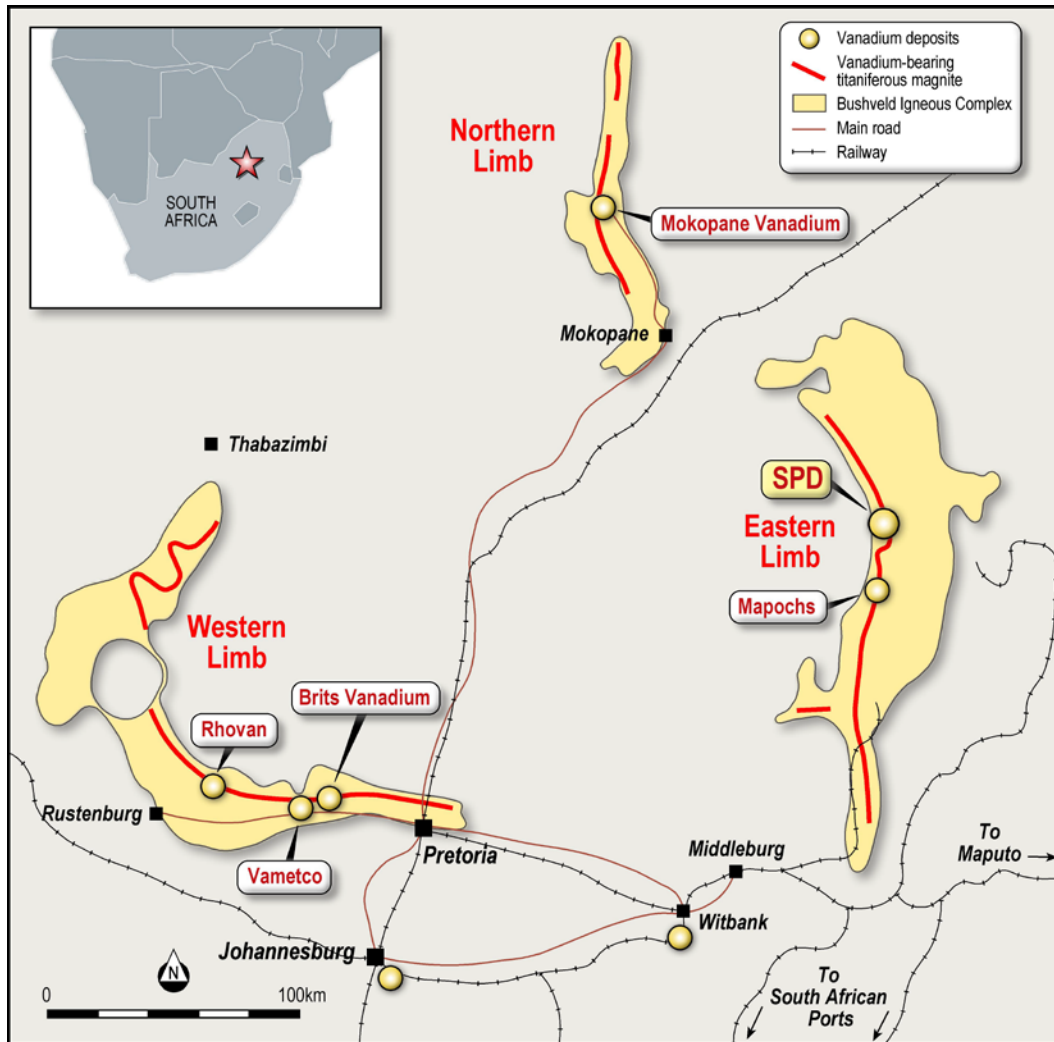 SOUTH
AFRICA
Vanadium deposits
Vanadium-bearing
titaniferous magnite
Bushveld Igneous Complex
Main road
Railway
Northern
Limb
Mokopane Vanadium
Mokopane
Thabazimbi
SPD
Eastern
Limb
Mapochs
Western
Limb
Brits Vanadium
Rhovan
Rustenburg
Vametco
Pretoria
Middleburg
To
Maputo
Witbank
Johannesburg
N
0 100km
To
South African
Ports